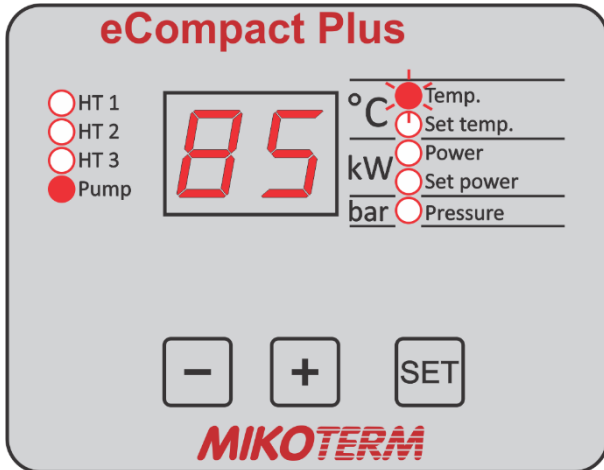 eCompact Plus
HT 1
HT 2
HT 3
Pump
85
°C
Temp.
Set temp.
kW
Power
Set power
bar
Pressure
-
+
SET
MIKOTERM